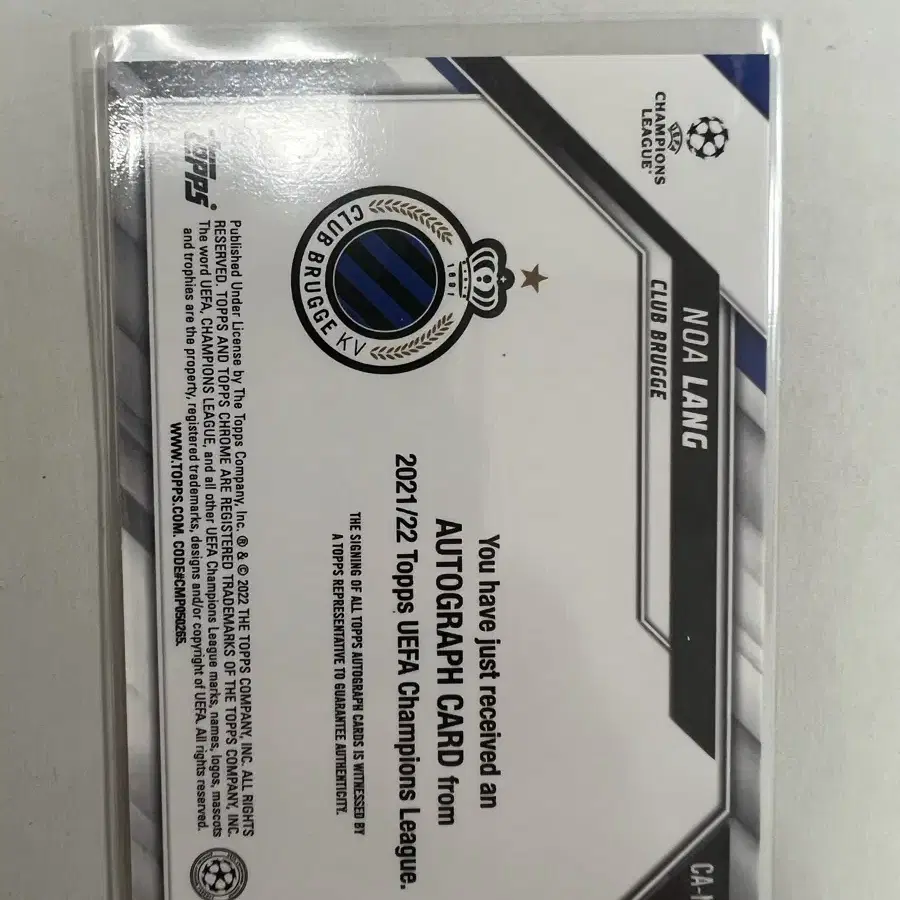 CHAMPIONS
LEAGUE®
UEFA
NOA LANG
CLUB BRUGGE
CLUB BRUGGE KV
1891
You have just received an
AUTOGRAPH CARD from
2021/22 Topps UEFA Champions League.
THE SIGNING OF ALL TOPPS AUTOGRAPH CARDS IS WITNESSED BY
A TOPPS REPRESENTATIVE TO GUARANTEE AUTHENTICITY.
TOPPS®
Published Under License by The Topps Company, Inc. ® & © 2022 THE TOPPS COMPANY, INC. ALL RIGHTS
RESERVED. TOPPS AND TOPPS CHROME ARE REGISTERED TRADEMARKS OF THE TOPPS COMPANY, INC.
The word UEFA, CHAMPIONS LEAGUE, and all other UEFA Champions League marks, names, logos, mascots
and trophies are the property, registered trademarks, designs and/or copyright of UEFA. All rights reserved.
WWW.TOPPS.COM. CODE#CMP050265.